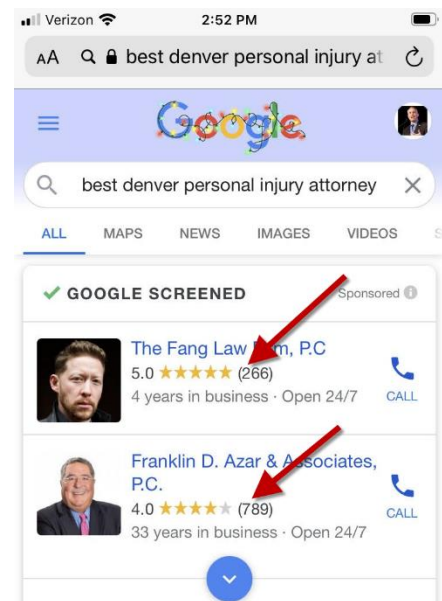 Verizon 2:52 PM
AA best denver personal injury at
Google
best denver personal injury attorney
ALL MAPS NEWS IMAGES VIDEOS S
GOOGLE SCREENED Sponsored
The Fang Law P.C
5.0 (266)
4 years in business · Open 24/7 CALL
Franklin D. Azar & Associates,
P.C.
4.0 (789)
33 years in business · Open 24/7 CALL